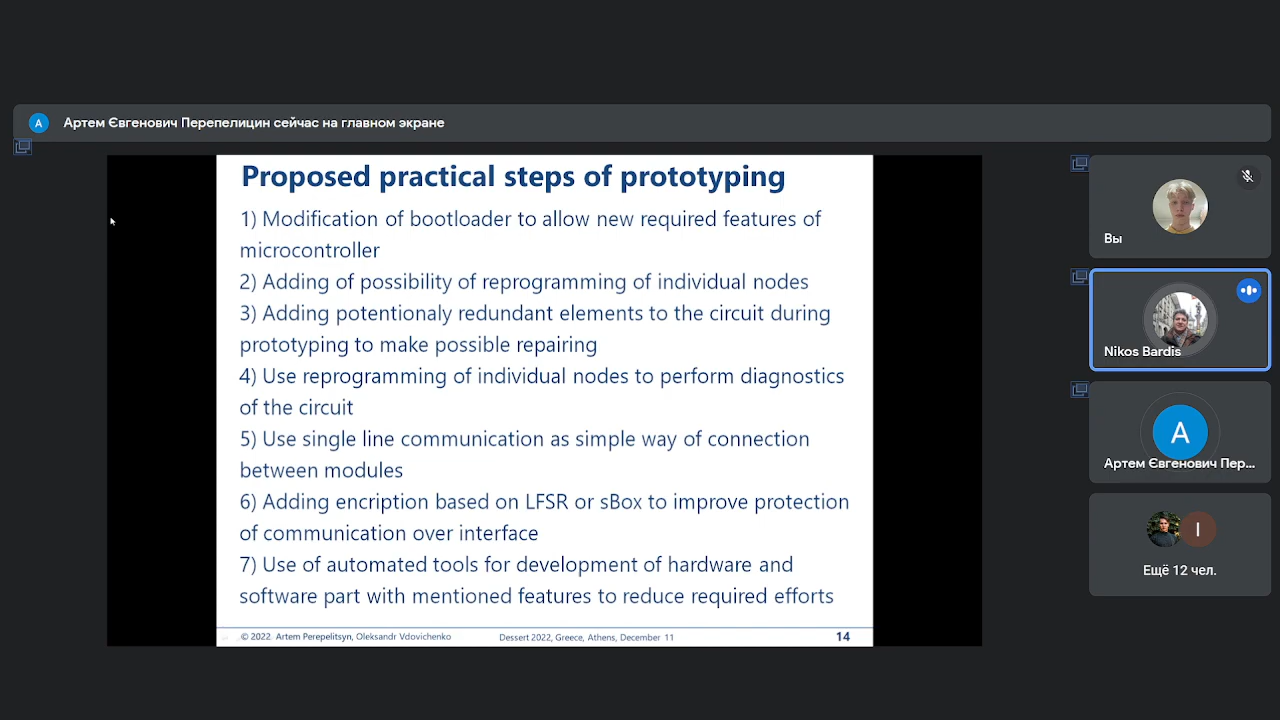 Артем Євгенович Перепелицин сейчас на главном экране
Proposed practical steps of prototyping
1) Modification of bootloader to allow new required features of
microcontroller
2) Adding of possibility of reprogramming of individual nodes
3) Adding potentionaly redundant elements to the circuit during
prototyping to make possible repairing
4) Use reprogramming of individual nodes to perform diagnostics
of the circuit
5) Use single line communication as simple way of connection
between modules
6) Adding encription based on LFSR or sBox to improve protection
of communication over interface
7) Use of automated tools for development of hardware and
software part with mentioned features to reduce required efforts
© 2022 Artem Perepelitsyn, Oleksandr Vdovichenko
Dessert 2022, Greece, Athens, December 11
14
Вы
Nikos Bardis
А
Артем Євгенович Пер...
I
Ещё 12 чел.
A